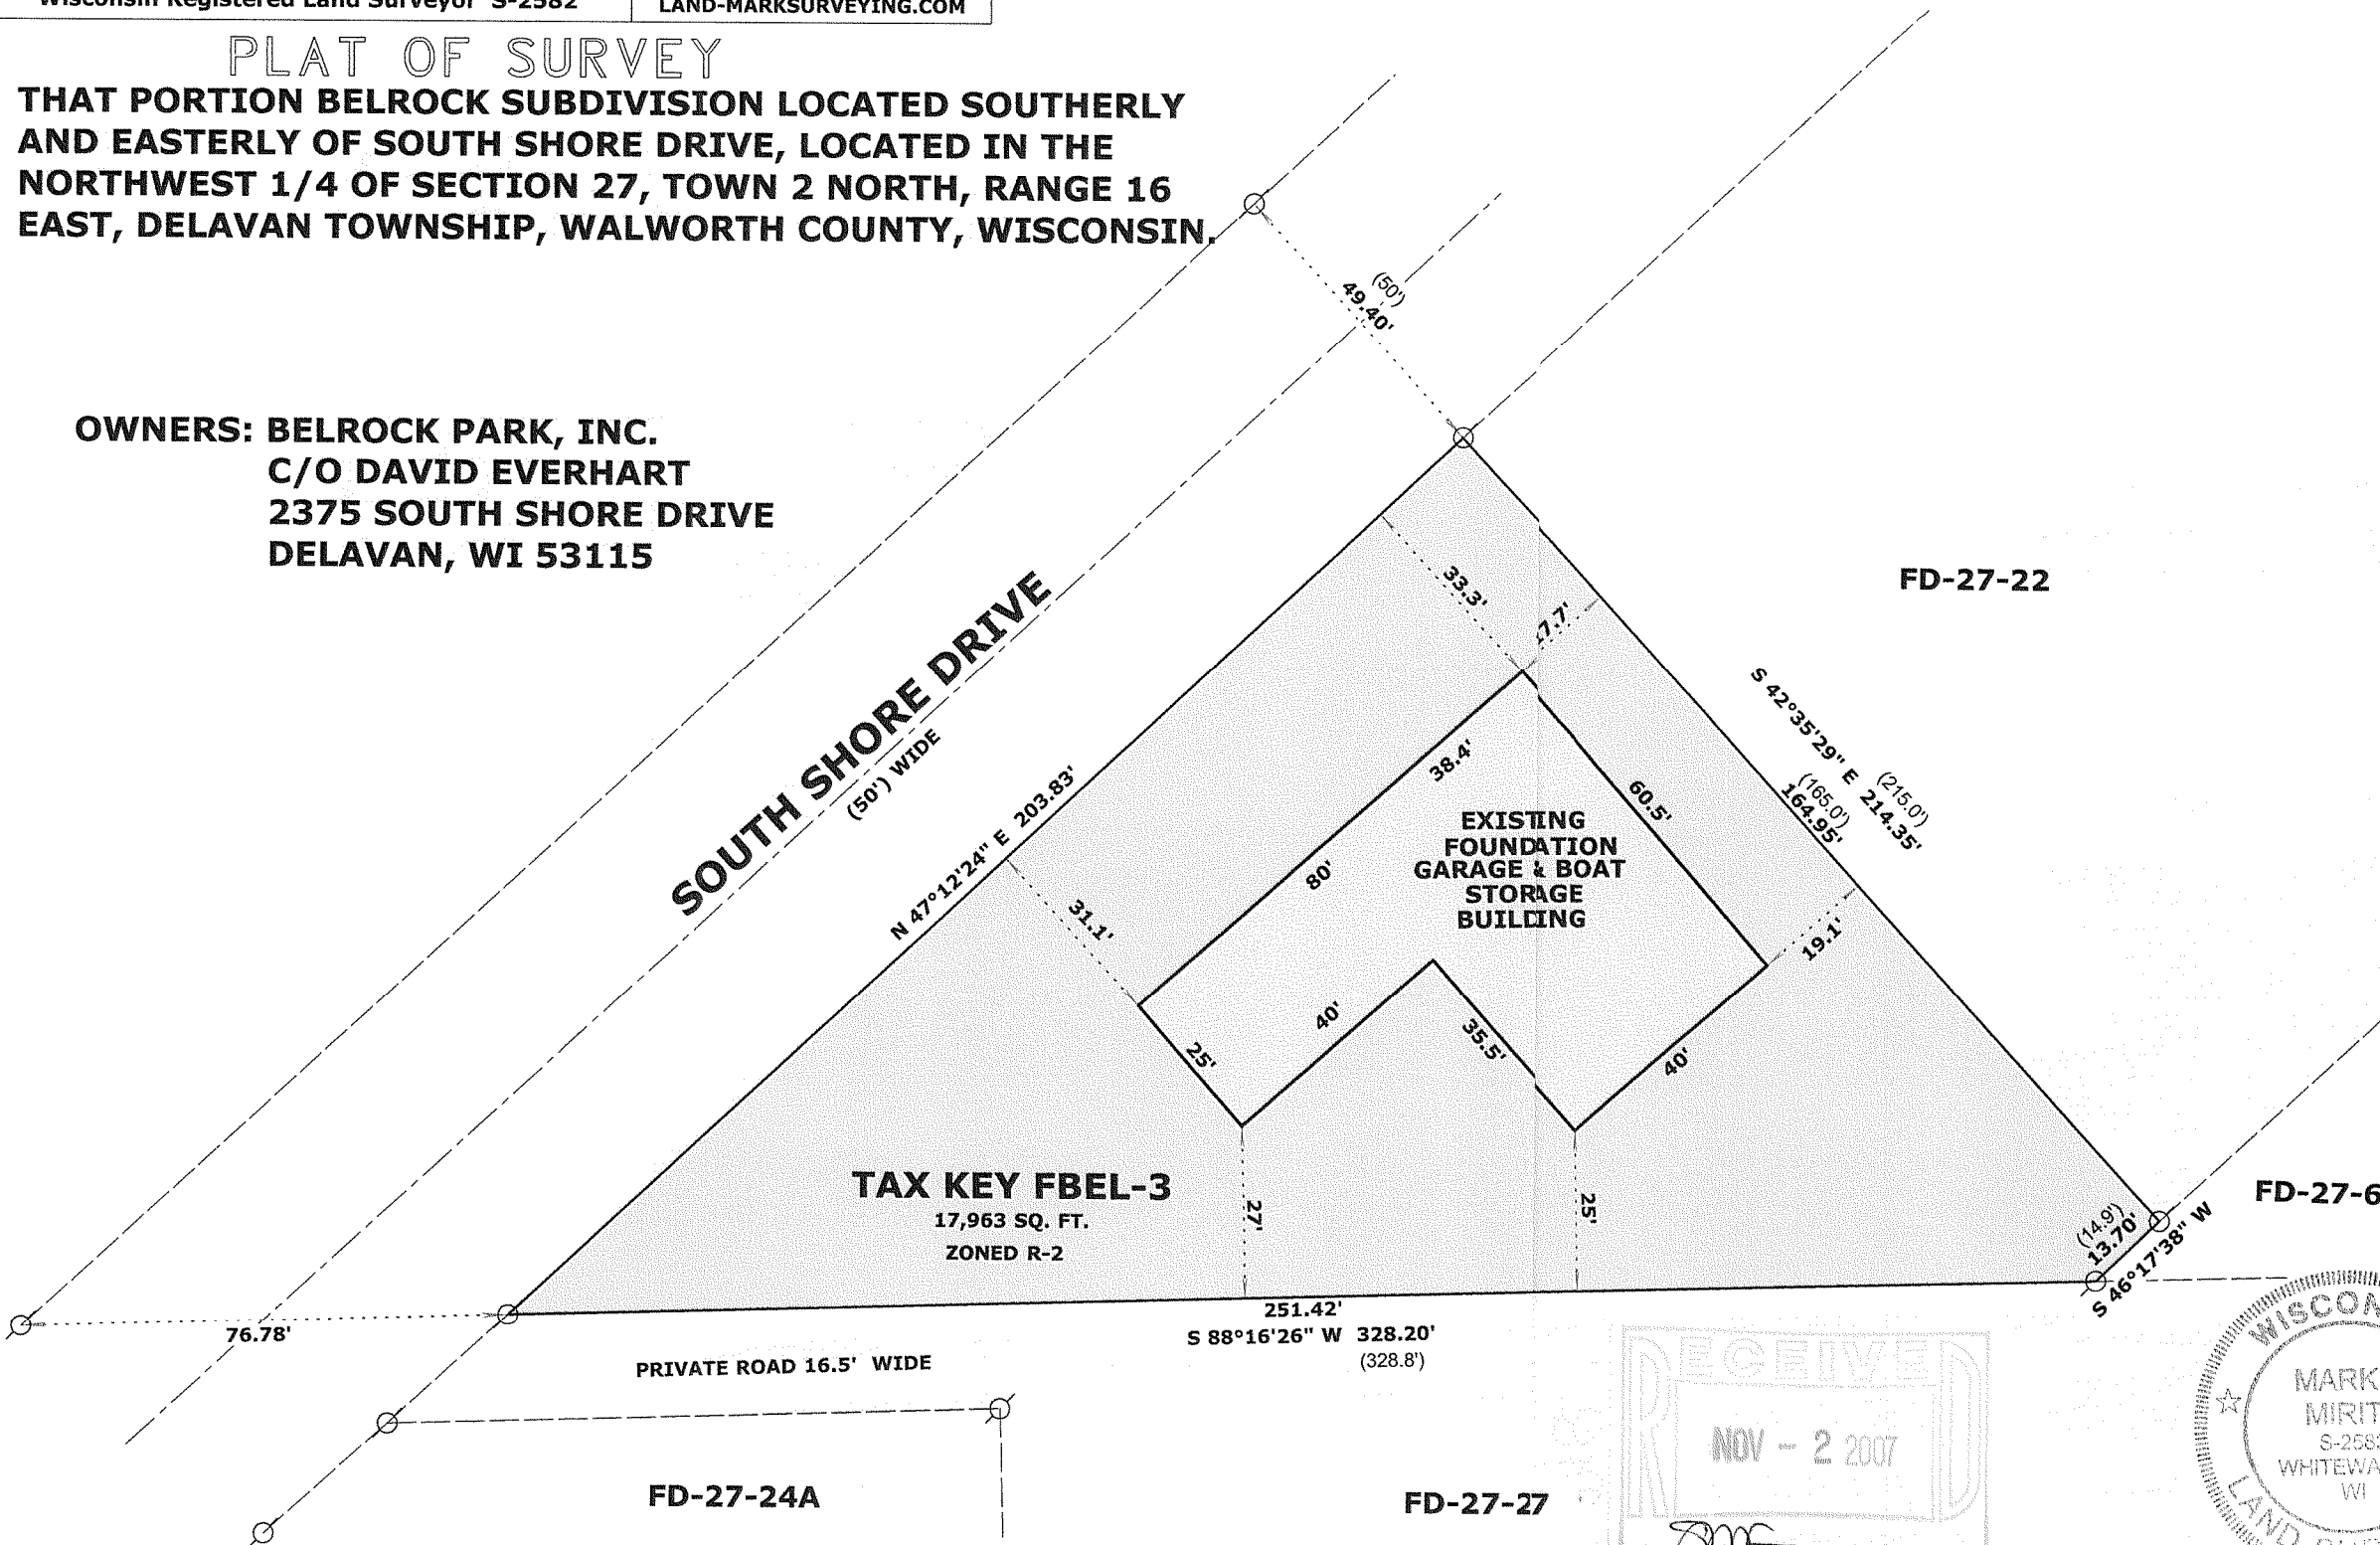 Wisconsin Registered Land Surveyor S-2582
LAND-MARKSURVEYING.COM
PLAT OF SURVEY
THAT PORTION BELROCK SUBDIVISION LOCATED SOUTHERLY
AND EASTERLY OF SOUTH SHORE DRIVE, LOCATED IN THE
NORTHWEST 1/4 OF SECTION 27, TOWN 2 NORTH, RANGE 16
EAST, DELAVAN TOWNSHIP, WALWORTH COUNTY, WISCONSIN.
(50')
49.40'
OWNERS: BELROCK PARK, INC.
C/O DAVID EVERHART
2375 SOUTH SHORE DRIVE
DELAVAN, WI 53115
SOUTH SHORE DRIVE
(50') WIDE
N 47°12'24" E 203.83'
33.3'
7.7'
FD-27-22
S 42°35'29" E 214.35'
(215.0')
(165.0')
164.95'
38.4'
60.5'
80'
EXISTING
FOUNDATION
GARAGE & BOAT
STORAGE
BUILDING
31.1'
19.1'
25'
40'
35.5'
40'
TAX KEY FBEL-3
17,963 SQ. FT.
ZONED R-2
27'
25'
FD-27-6
(14.9')
13.70'
S 46°17'38" W
76.78'
251.42'
S 88°16'26" W 328.20'
(328.8')
PRIVATE ROAD 16.5' WIDE
RECEIVED
NOV - 2 2007
FD-27-24A
FD-27-27
WISCON
MARK
MIRIT
S-258
WHITEWA
WI
LAND